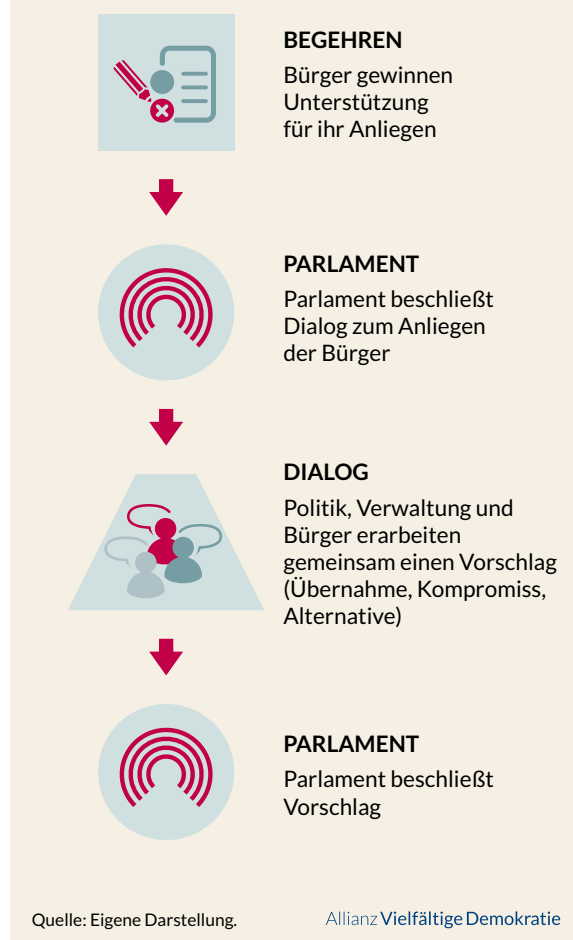 BEGEHREN
Bürger gewinnen
Unterstützung
für ihr Anliegen
PARLAMENT
Parlament beschließt
Dialog zum Anliegen
der Bürger
DIALOG
Politik, Verwaltung und
Bürger erarbeiten
gemeinsam einen Vorschlag
(Übernahme, Kompromiss,
Alternative)
PARLAMENT
Parlament beschließt
Vorschlag
Quelle: Eigene Darstellung.
Allianz Vielfältige Demokratie